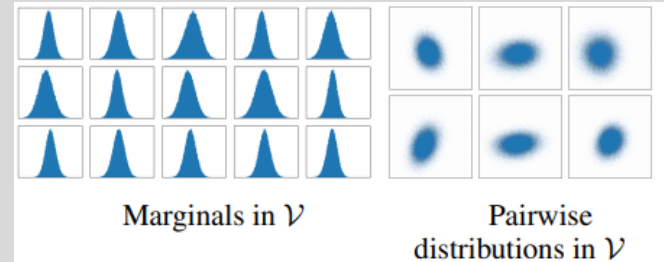 Marginals in 𝒱
Pairwise
distributions in 𝒱